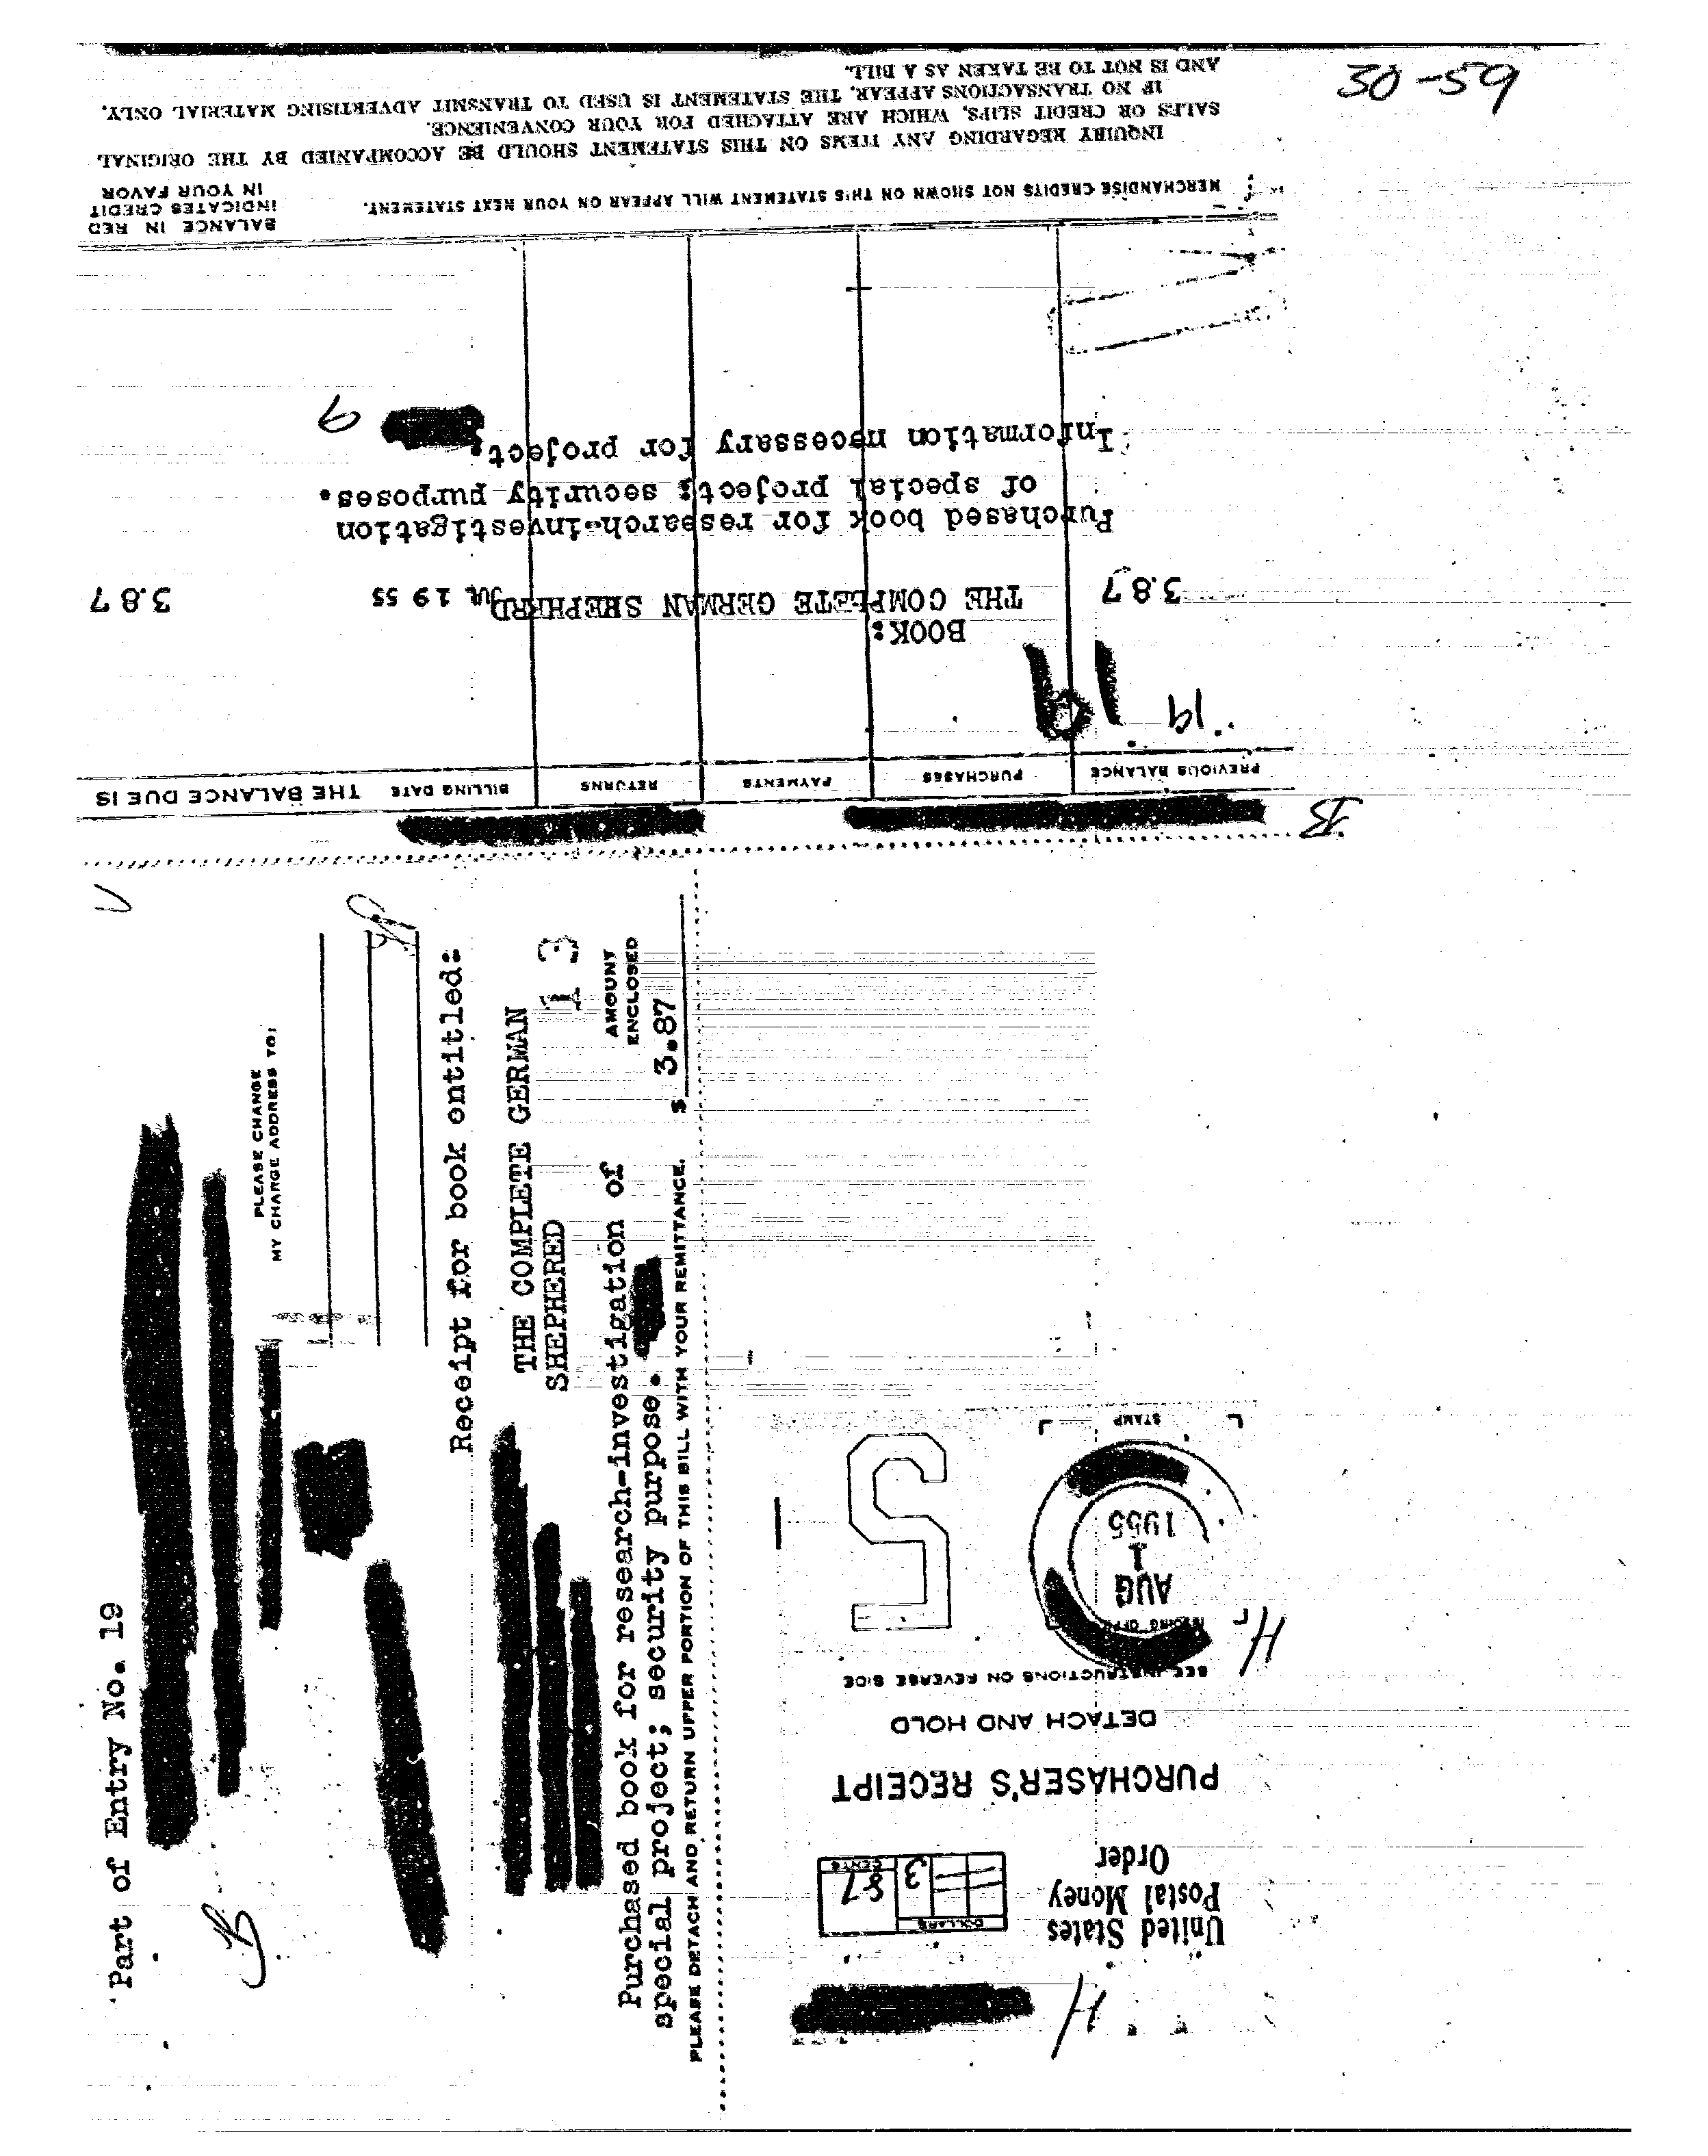 30-59
PREVIOUS BALANCE PURCHASES PAYMENTS RETURNS BILLING DATE THE BALANCE DUE IS
19
BOOK:
3.87 THE COMPLETE GERMAN SHEPHERD JUL 19 55 3.87
Purchased book for research-investigation
of special project; security purposes.
Information necessary for project.
9
MERCHANDISE CREDITS NOT SHOWN ON THIS STATEMENT WILL APPEAR ON YOUR NEXT STATEMENT.
BALANCE IN RED
INDICATES CREDIT
IN YOUR FAVOR
INQUIRY REGARDING ANY ITEMS ON THIS STATEMENT SHOULD BE ACCOMPANIED BY THE ORIGINAL
SALES OR CREDIT SLIPS, WHICH ARE ATTACHED FOR YOUR CONVENIENCE.
IF NO TRANSACTIONS APPEAR, THE STATEMENT IS USED TO TRANSMIT ADVERTISING MATERIAL ONLY,
AND IS NOT TO BE TAKEN AS A BILL.
B
Part of Entry No. 19
B
PLEASE CHANGE
MY CHARGE ADDRESS TO:
Receipt for book entitled:
THE COMPLETE GERMAN
SHEPHERED
1 3
AMOUNT
ENCLOSED
$ 3.87
Purchased book for research-investigation of
special project; security purpose.
PLEASE DETACH AND RETURN UPPER PORTION OF THIS BILL WITH YOUR REMITTANCE.
H
United States
Postal Money
Order
DOLLARS CENTS
3 87
PURCHASER'S RECEIPT
DETACH AND HOLD
SEE INSTRUCTIONS ON REVERSE SIDE
H
AUG
1
1955
STAMP
5